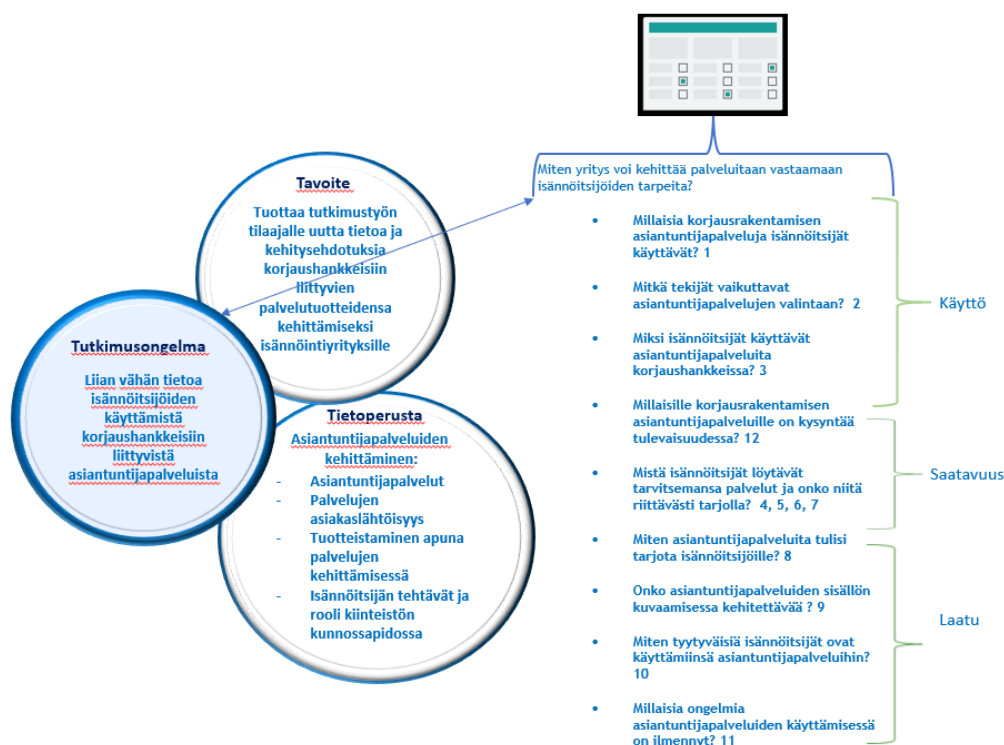 Tavoite
Tuottaa tutkimustyön
tilaajalle uutta tietoa ja
kehitysehdotuksia
korjaushankkeisiin
liittyvien
palvelutuotteidensa
kehittämiseksi
isännöintiyrityksille
Tutkimusongelma
Liian vähän tietoa
isännöitsijöiden
käyttämistä
korjaushankkeisiin
liittyvistä
asiantuntijapalveluista
Tietoperusta
Asiantuntijapalveluiden
kehittäminen:
- Asiantuntijapalvelut
- Palvelujen
asiakaslähtöisyys
- Tuotteistaminen apuna
palvelujen
kehittämisessä
- Isännöitsijän tehtävät ja
rooli kiinteistön
kunnossapidossa
Miten yritys voi kehittää palveluitaan vastaamaan
isännöitsijöiden tarpeita?
• Millaisia korjausrakentamisen
asiantuntijapalveluja isännöitsijät
käyttävät? 1
• Mitkä tekijät vaikuttavat
asiantuntijapalvelujen valintaan? 2
• Miksi isännöitsijät käyttävät
asiantuntijapalveluita
korjaushankkeissa? 3
• Millaisille korjausrakentamisen
asiantuntijapalveluille on kysyntää
tulevaisuudessa? 12
• Mistä isännöitsijät löytävät
tarvitsemansa palvelut ja onko niitä
riittävästi tarjolla? 4, 5, 6, 7
• Miten asiantuntijapalveluita tulisi
tarjota isännöitsijöille? 8
• Onko asiantuntijapalveluiden sisällön
kuvaamisessa kehitettävää ? 9
• Miten tyytyväisiä isännöitsijät ovat
käyttämiinsä asiantuntijapalveluihin?
10
• Millaisia ongelmia
asiantuntijapalveluiden käyttämisessä
on ilmennyt? 11
Käyttö
Saatavuus
Laatu